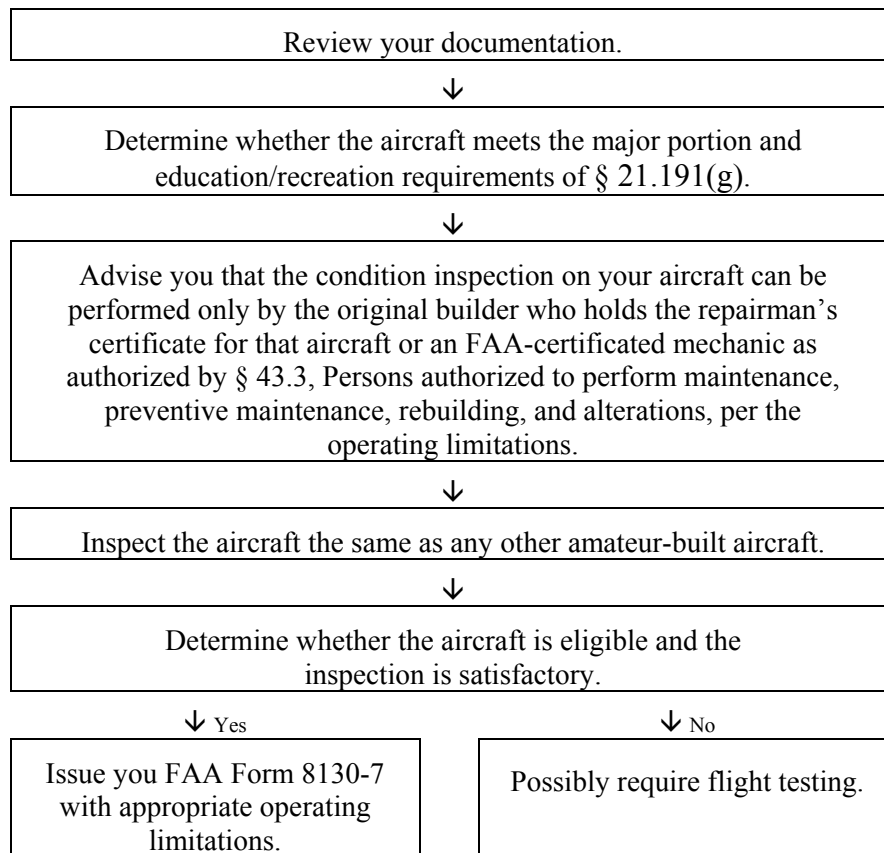 Review your documentation.
↓
Determine whether the aircraft meets the major portion and
education/recreation requirements of § 21.191(g).
↓
Advise you that the condition inspection on your aircraft can be
performed only by the original builder who holds the repairman’s
certificate for that aircraft or an FAA-certificated mechanic as
authorized by § 43.3, Persons authorized to perform maintenance,
preventive maintenance, rebuilding, and alterations, per the
operating limitations.
↓
Inspect the aircraft the same as any other amateur-built aircraft.
↓
Determine whether the aircraft is eligible and the
inspection is satisfactory.
↓ Yes
↓ No
Issue you FAA Form 8130-7
with appropriate operating
limitations.
Possibly require flight testing.